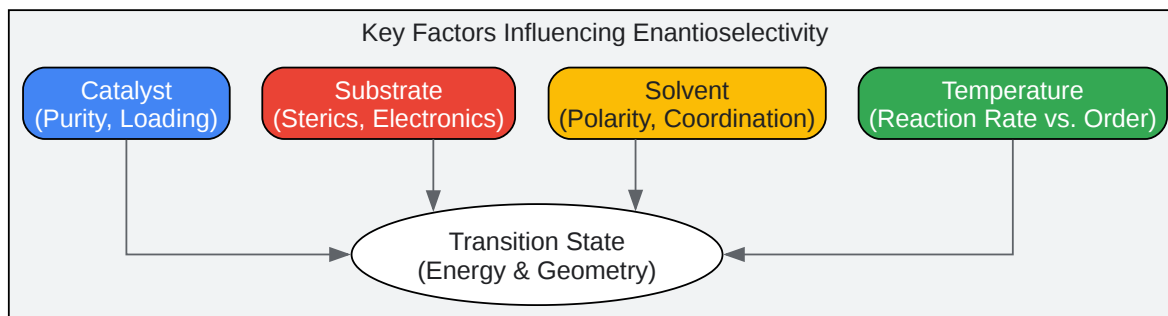 Key Factors Influencing Enantioselectivity
Catalyst
(Purity, Loading)
Substrate
(Sterics, Electronics)
Solvent
(Polarity, Coordination)
Temperature
(Reaction Rate vs. Order)
Transition State
(Energy & Geometry)